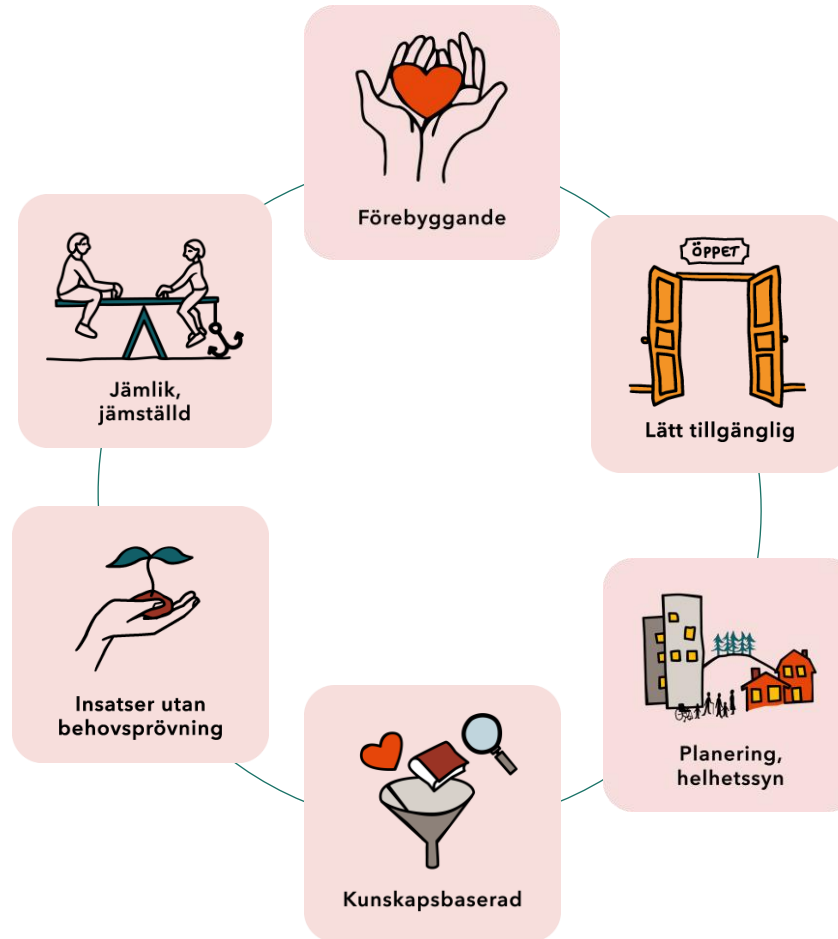 Förebyggande
ÖPPET
Lätt tillgänglig
Planering,
helhetssyn
Kunskapsbaserad
Insatser utan
behovsprövning
Jämlik,
jämställd